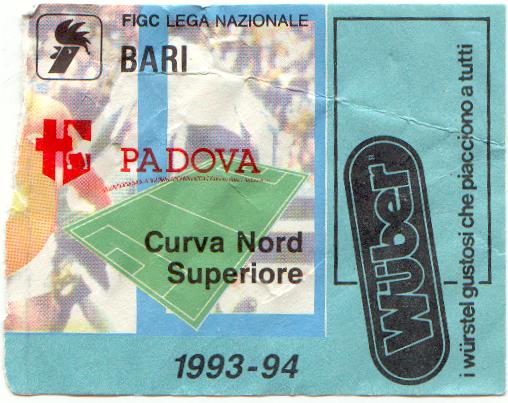 FIGC LEGA NAZIONALE
BARI
PADOVA
Curva Nord
Superiore
1993-94
Wüber
i würstel gustosi che piacciono a tutti